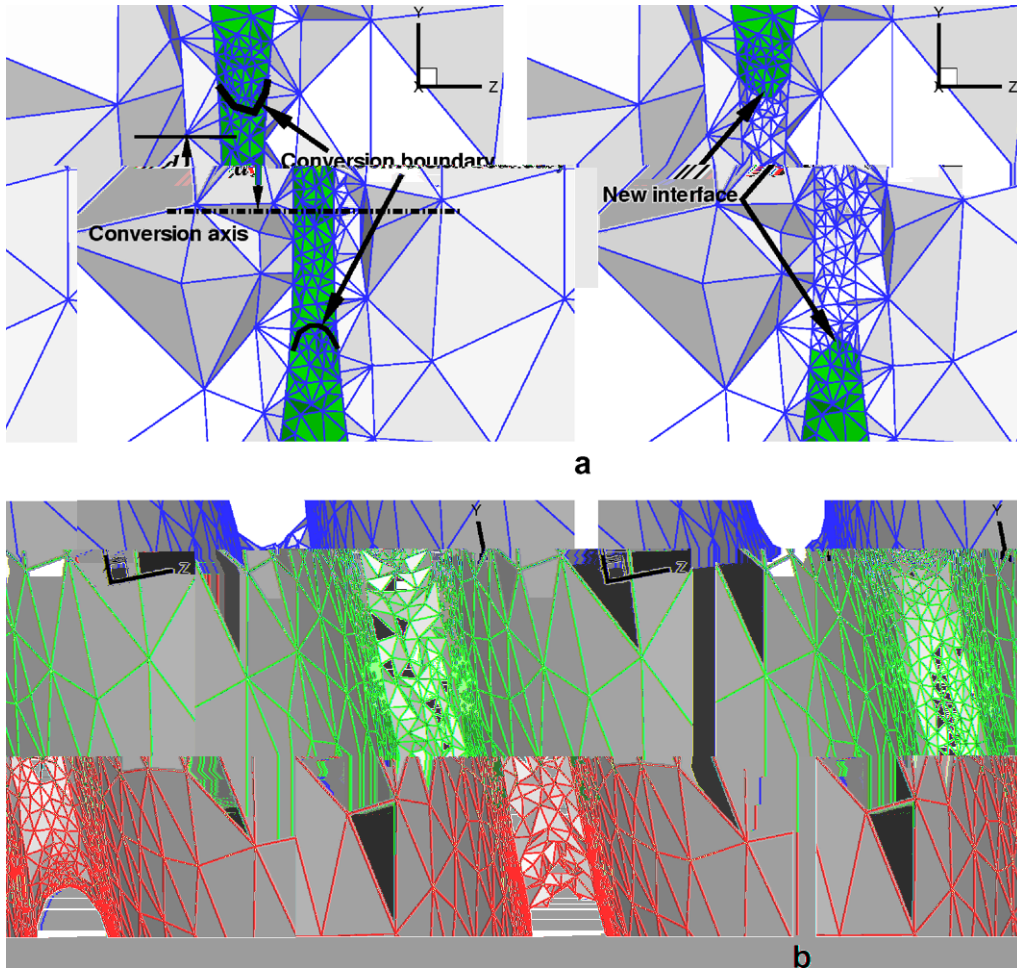 Y
X
Z
Y
X
Z
Conversion boundary
New interface
Conversion axis
a
Y
Z
Y
Z
b